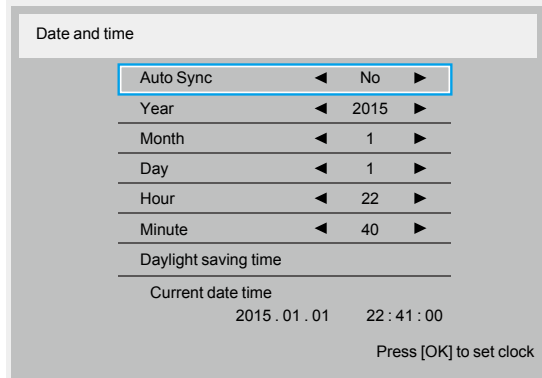 Date and time
Auto Sync ◄ No ►
Year ◄ 2015 ►
Month ◄ 1 ►
Day ◄ 1 ►
Hour ◄ 22 ►
Minute ◄ 40 ►
Daylight saving time
Current date time
2015 . 01 . 01 22 : 41 : 00
Press [OK] to set clock